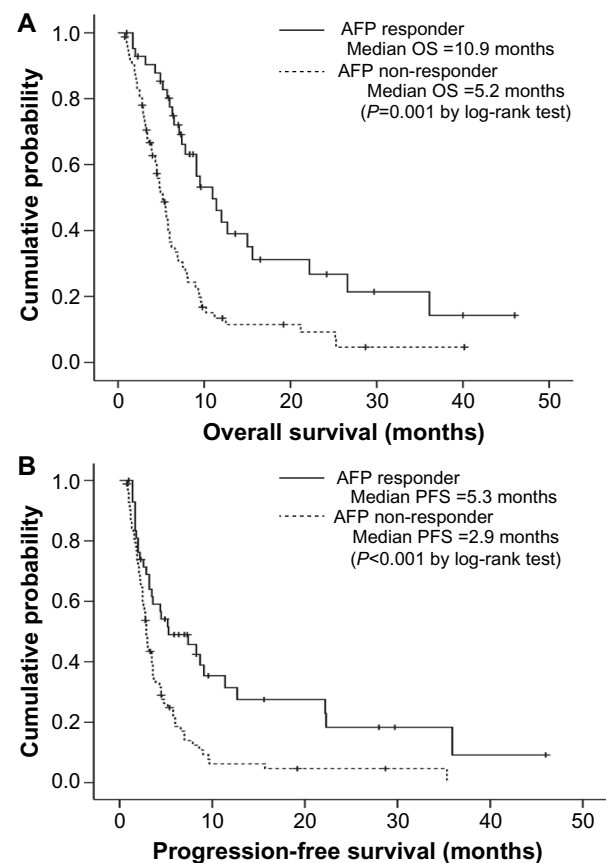 A
AFP responder
Median OS =10.9 months
AFP non-responder
Median OS =5.2 months
(P=0.001 by log-rank test)
Cumulative probability
1.0
0.8
0.6
0.4
0.2
0.0
0 10 20 30 40 50
Overall survival (months)
B
AFP responder
Median PFS =5.3 months
AFP non-responder
Median PFS =2.9 months
(P<0.001 by log-rank test)
Cumulative probability
1.0
0.8
0.6
0.4
0.2
0.0
0 10 20 30 40 50
Progression-free survival (months)